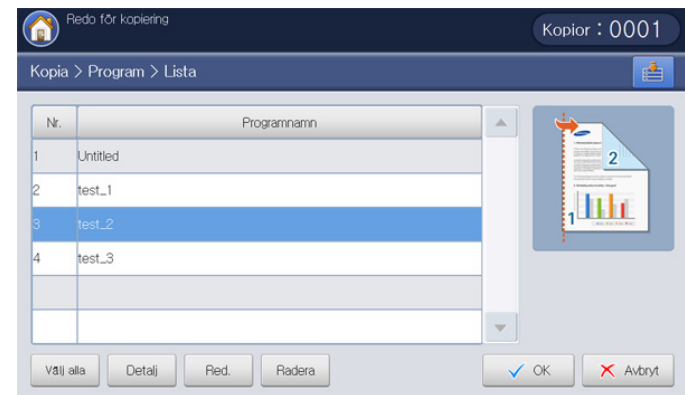 Redo för kopiering
Kopior : 0001
Kopia > Program > Lista
Nr. Programnamn
1 Untitled
2 test_1
3 test_2
4 test_3
2
1
Välj alla Detalj Red. Radera OK Avbryt